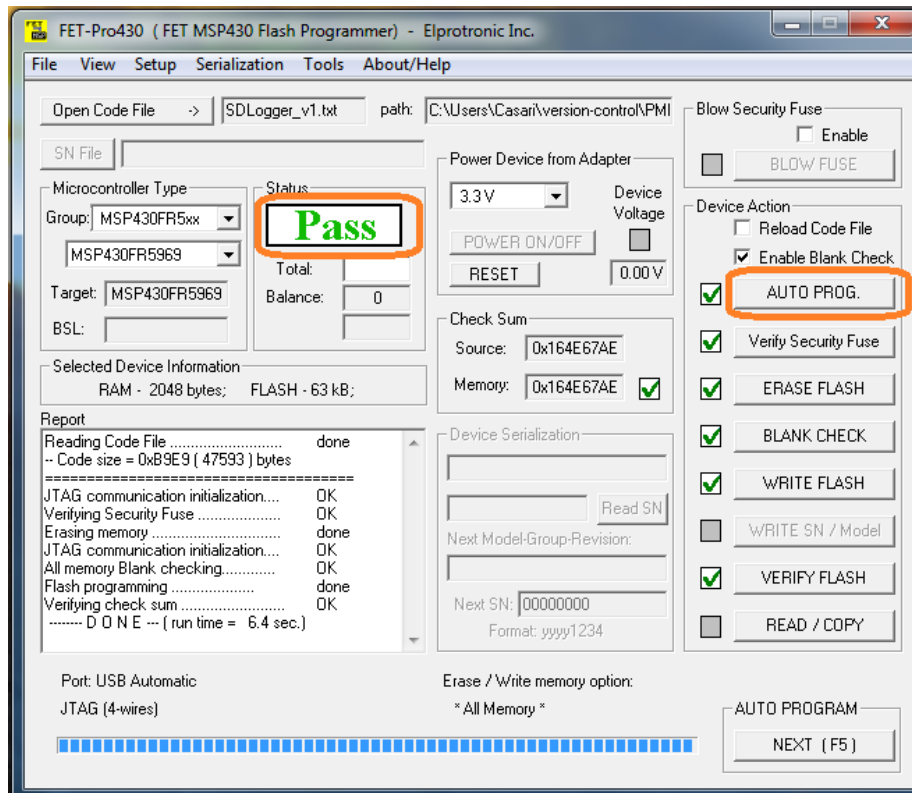 FET-Pro430 ( FET MSP430 Flash Programmer) - Elprotronic Inc.
File View Setup Serialization Tools About/Help
Open Code File -> SDLogger_v1.txt path: C:\Users\Casari\version-control\PMI
SN File
Microcontroller Type
Group: MSP430FR5xx
MSP430FR5969
Target: MSP430FR5969
BSL:
Status
Pass
Total:
Balance: 0
Selected Device Information
RAM - 2048 bytes; FLASH - 63 kB;
Report
Reading Code File ........................... done
-- Code size = 0xB9E9 ( 47593 ) bytes
=====================================
JTAG communication initialization.... OK
Verifying Security Fuse .................... OK
Erasing memory ............................... done
JTAG communication initialization.... OK
All memory Blank checking............. OK
Flash programming .................... done
Verifying check sum ......................... OK
-------- D O N E --- ( run time = 6.4 sec.)
Power Device from Adapter
3.3 V
Device
Voltage
POWER ON/OFF
RESET
0.00 V
Check Sum
Source: 0x164E67AE
Memory: 0x164E67AE
Device Serialization
Read SN
Next Model-Group-Revision:
Next SN: 00000000
Format: yyyy1234
Blow Security Fuse
Enable
BLOW FUSE
Device Action
Reload Code File
Enable Blank Check
AUTO PROG.
Verify Security Fuse
ERASE FLASH
BLANK CHECK
WRITE FLASH
WRITE SN / Model
VERIFY FLASH
READ / COPY
Port: USB Automatic
JTAG (4-wires)
Erase / Write memory option:
* All Memory *
AUTO PROGRAM
NEXT ( F5 )